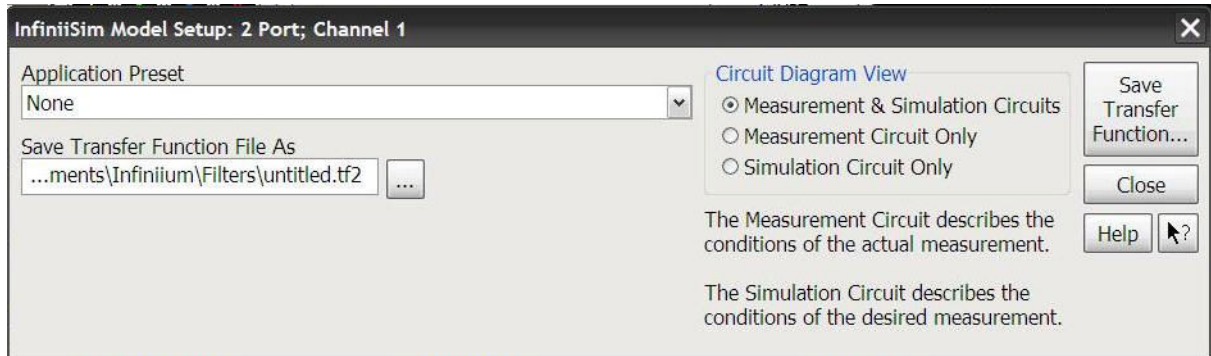 InfiniiSim Model Setup: 2 Port; Channel 1
Application Preset
None
Save Transfer Function File As
...ments\Infiniium\Filters\untitled.tf2
...
Circuit Diagram View
Measurement & Simulation Circuits
Measurement Circuit Only
Simulation Circuit Only
The Measurement Circuit describes the
conditions of the actual measurement.
The Simulation Circuit describes the
conditions of the desired measurement.
Save
Transfer
Function...
Close
Help
?